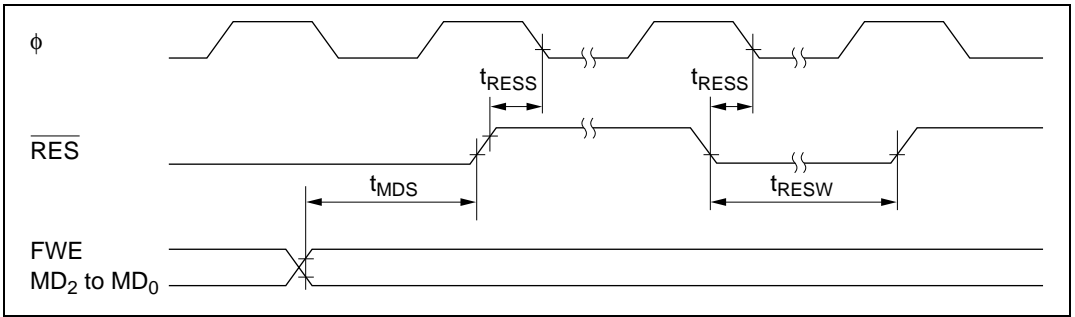 ϕ
tRESS tRESS
RES
tMDS tRESW
FWE
MD2 to MD0